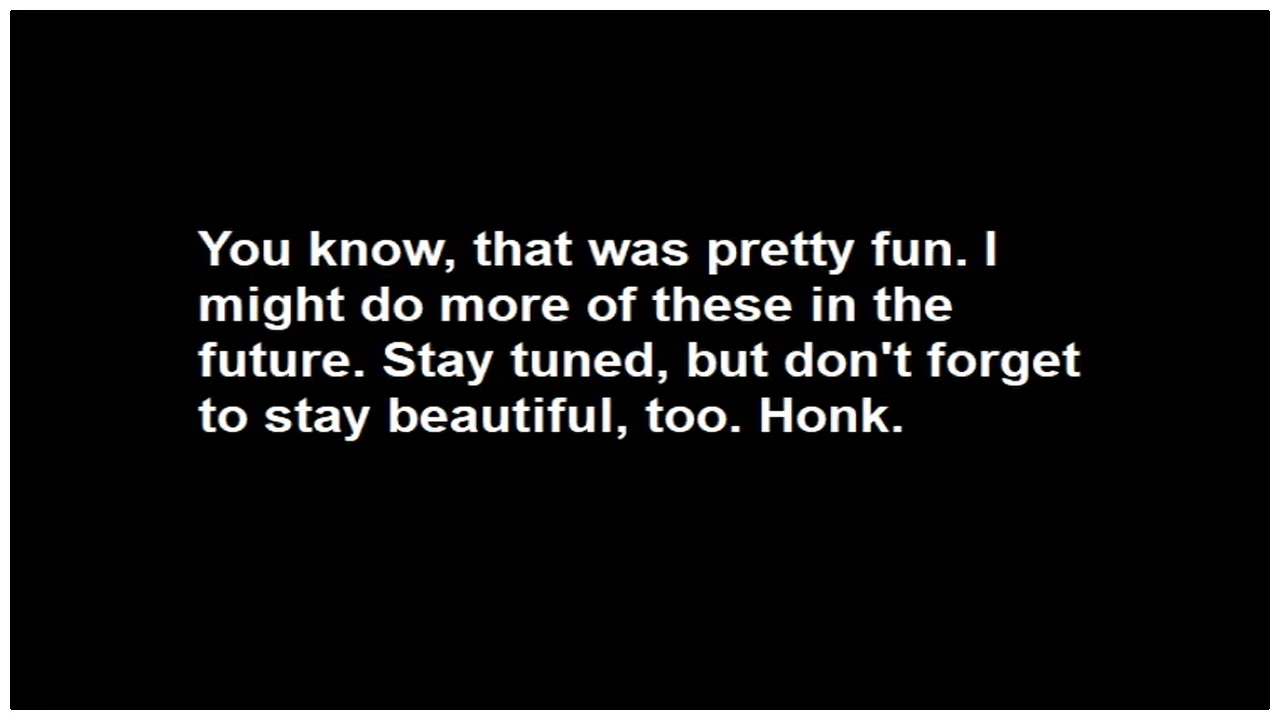 You know, that was pretty fun. I
might do more of these in the
future. Stay tuned, but don't forget
to stay beautiful, too. Honk.